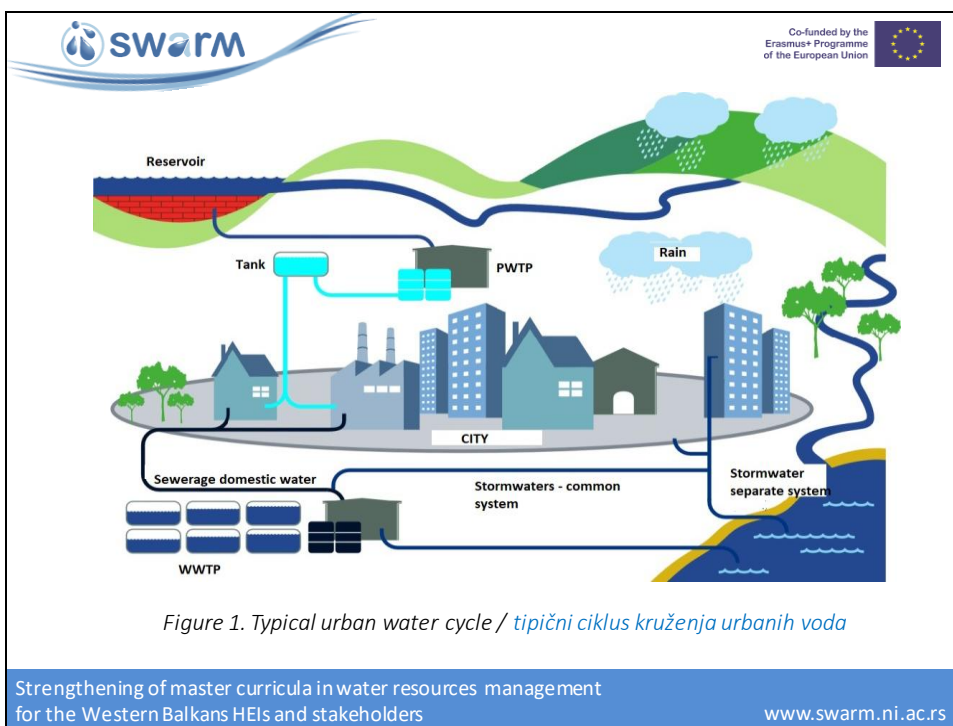 swarm
Co-funded by the
Erasmus+ Programme
of the European Union
Reservoir
Tank
PWTP
Rain
CITY
Sewerage domestic water
Stormwaters - common
system
Stormwater
separate system
WWTP
Figure 1. Typical urban water cycle / tipični ciklus kruženja urbanih voda
Strengthening of master curricula in water resources management
for the Western Balkans HEIs and stakeholders
www.swarm.ni.ac.rs